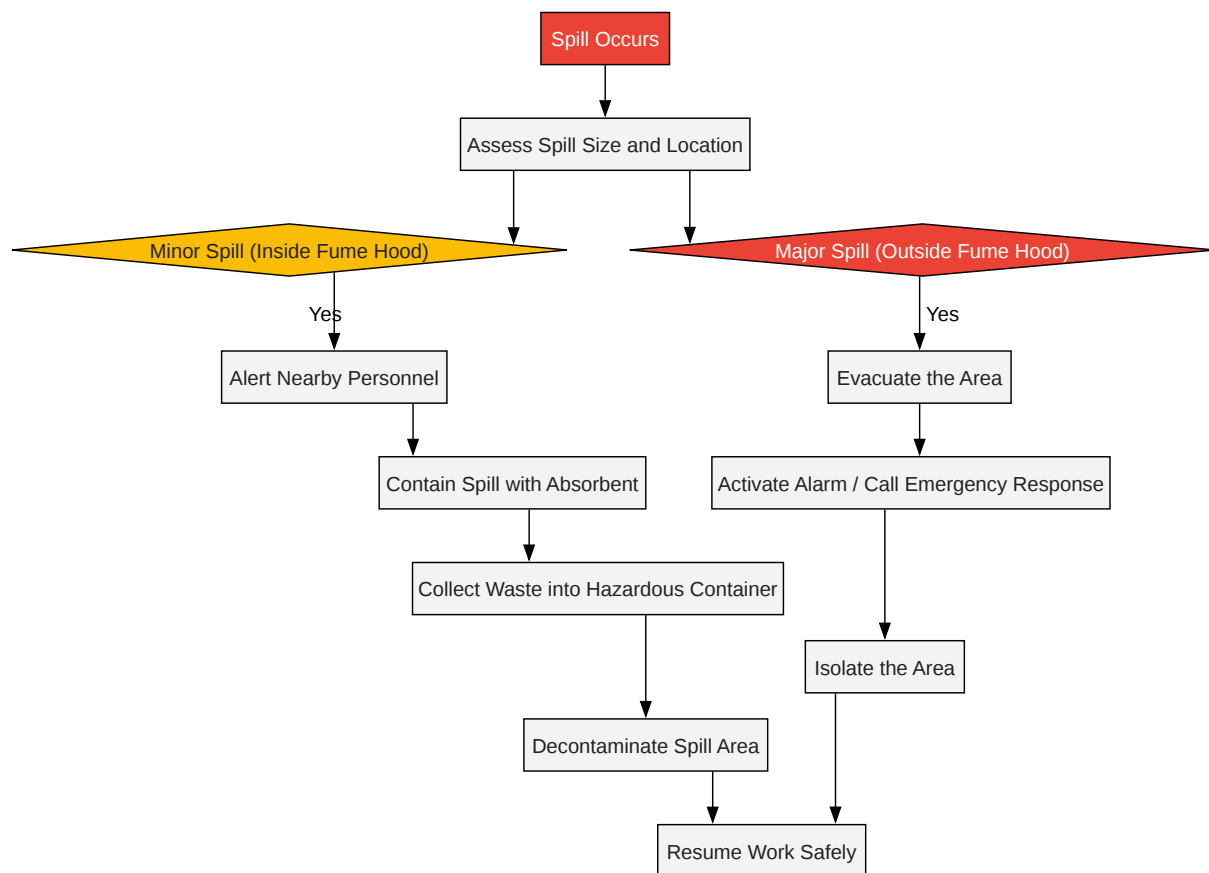 Spill Occurs
Assess Spill Size and Location
Minor Spill (Inside Fume Hood)
Major Spill (Outside Fume Hood)
Yes
Yes
Alert Nearby Personnel
Evacuate the Area
Contain Spill with Absorbent
Activate Alarm / Call Emergency Response
Collect Waste into Hazardous Container
Isolate the Area
Decontaminate Spill Area
Resume Work Safely